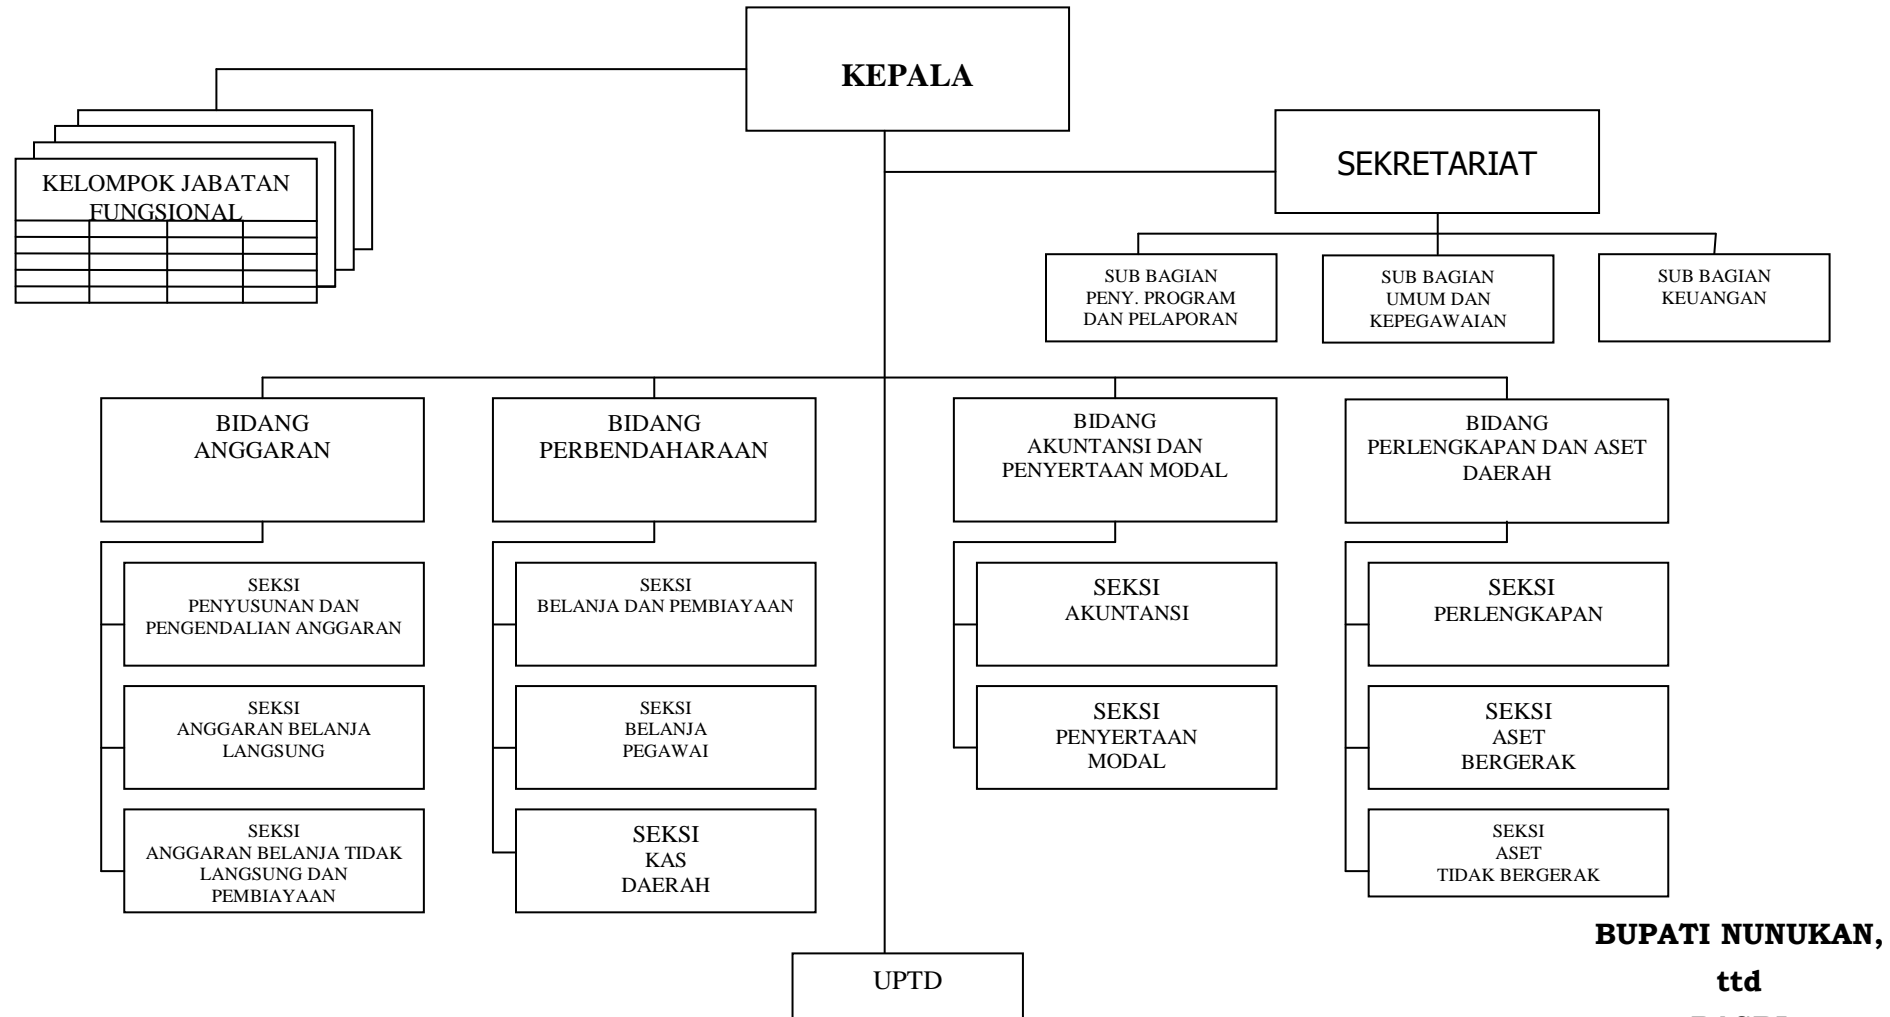 KEPALA
SEKRETARIAT
KELOMPOK JABATAN
FUNGSIONAL
SUB BAGIAN
PENY. PROGRAM
DAN PELAPORAN
SUB BAGIAN
UMUM DAN
KEPEGAWAIAN
SUB BAGIAN
KEUANGAN
BIDANG
ANGGARAN
BIDANG
PERBENDAHARAAN
BIDANG
AKUNTANSI DAN
PENYERTAAN MODAL
BIDANG
PERLENGKAPAN DAN ASET
DAERAH
SEKSI
PENYUSUNAN DAN
PENGENDALIAN ANGGARAN
SEKSI
BELANJA DAN PEMBIAYAAN
SEKSI
AKUNTANSI
SEKSI
PERLENGKAPAN
SEKSI
ANGGARAN BELANJA
LANGSUNG
SEKSI
BELANJA
PEGAWAI
SEKSI
PENYERTAAN
MODAL
SEKSI
ASET
BERGERAK
SEKSI
ANGGARAN BELANJA TIDAK
LANGSUNG DAN
PEMBIAYAAN
SEKSI
KAS
DAERAH
SEKSI
ASET
TIDAK BERGERAK
BUPATI NUNUKAN,
ttd
UPTD